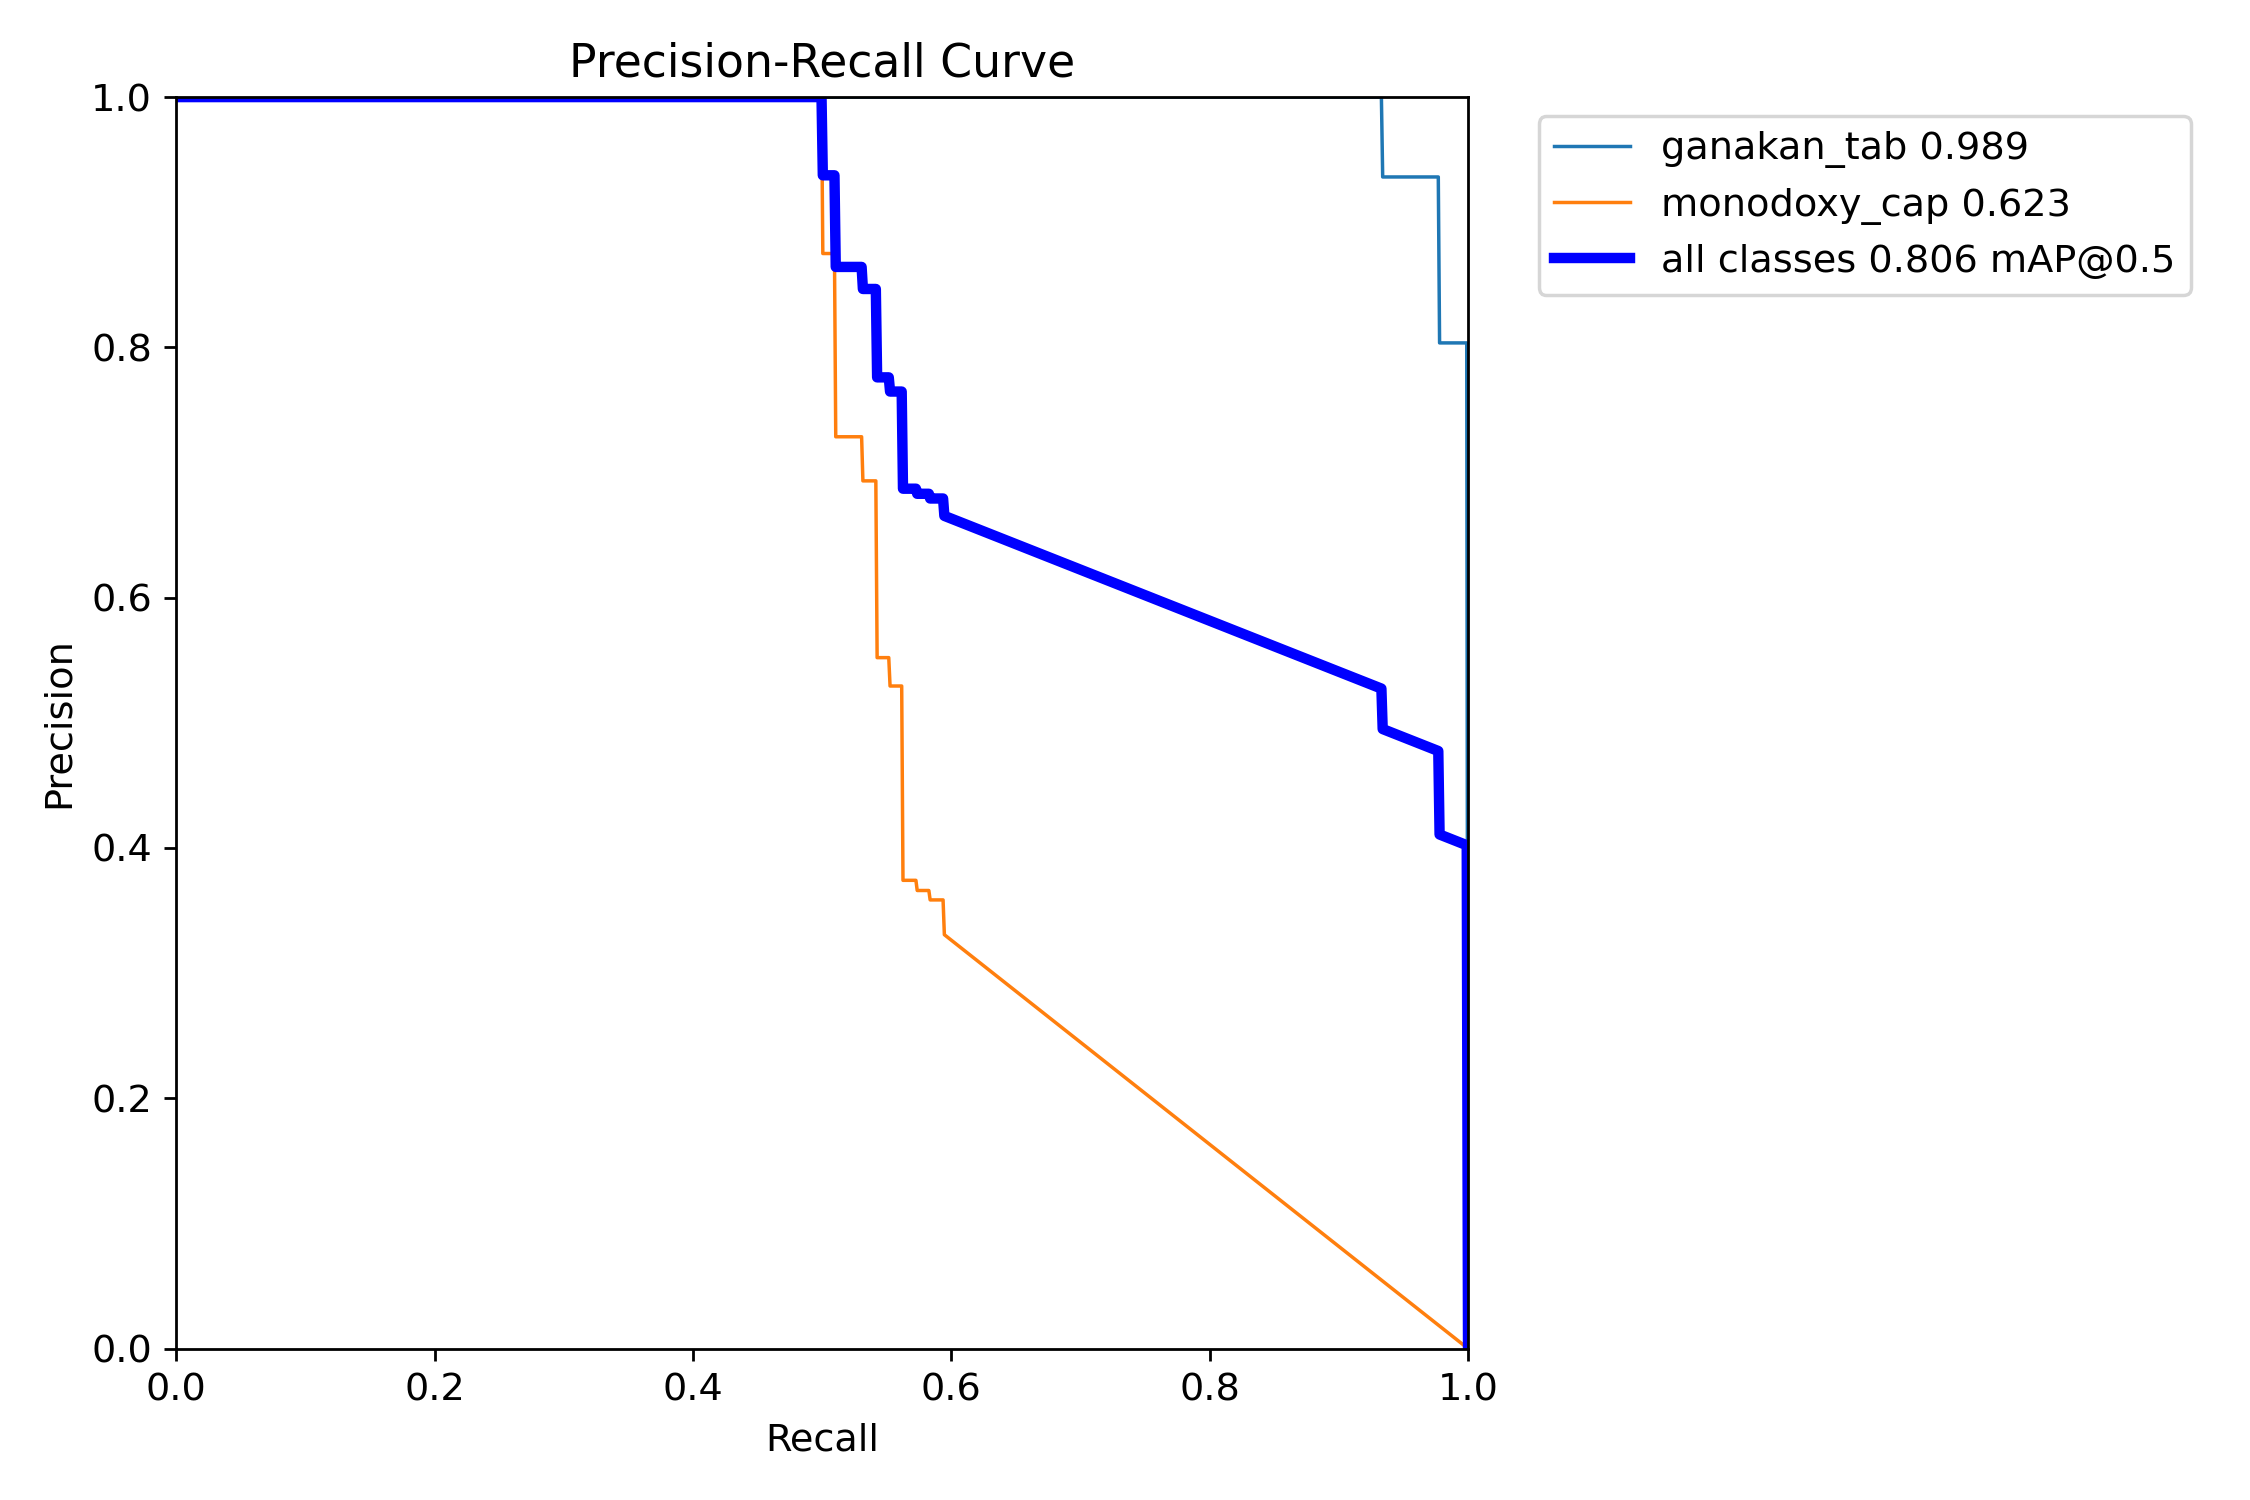 Precision-Recall Curve
1.0
0.8
0.6
0.4
0.2
0.0
Precision
0.0 0.2 0.4 0.6 0.8 1.0
Recall
ganakan_tab 0.989
monodoxy_cap 0.623
all classes 0.806 mAP@0.5